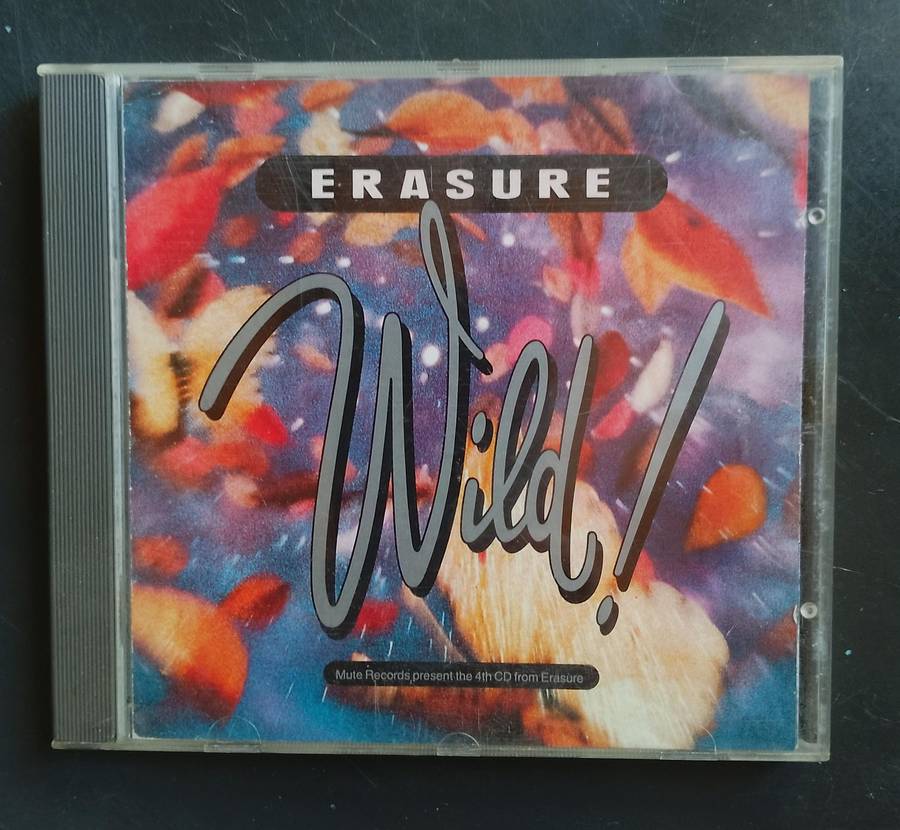 ERASURE
Wild!
Mute Records present the 4th CD from Erasure